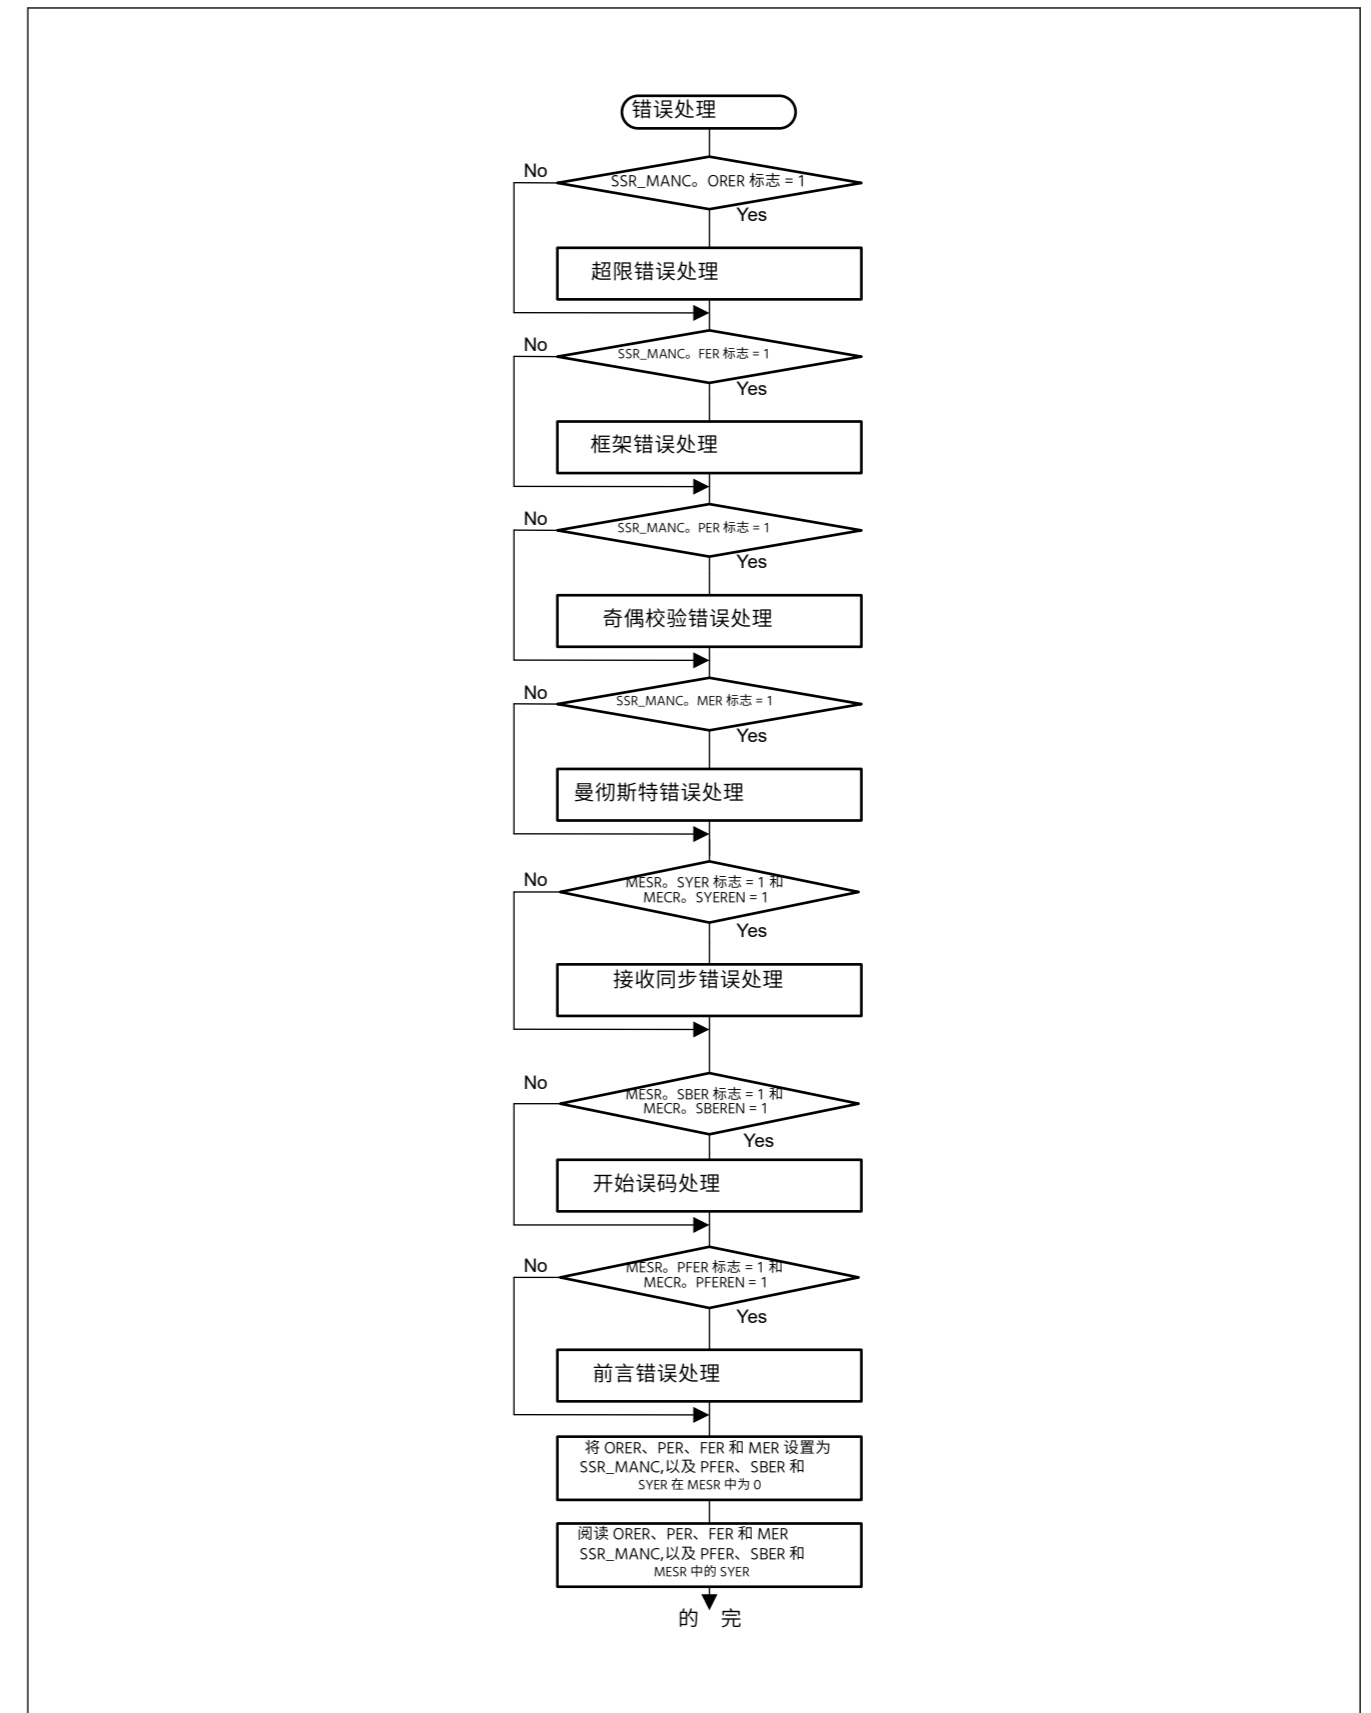 错误处理
No
SSR_MANC。ORER 标志 = 1
Yes
超限错误处理
No
SSR_MANC。FER 标志 = 1
Yes
框架错误处理
No
SSR_MANC。PER 标志 = 1
Yes
奇偶校验错误处理
No
SSR_MANC。MER 标志 = 1
Yes
曼彻斯特错误处理
No
MESR。SYER 标志 = 1 和
MECR。SYEREN = 1
Yes
接收同步错误处理
No
MESR。SBER 标志 = 1 和
MECR。SBEREN = 1
Yes
开始误码处理
No
MESR。PFER 标志 = 1 和
MECR。PFEREN = 1
Yes
前言错误处理
将 ORER、PER、FER 和 MER 设置为
SSR_MANC,以及 PFER、SBER 和
SYER 在 MESR 中为 0
阅读 ORER、PER、FER 和 MER
SSR_MANC,以及 PFER、SBER 和
MESR 中的 SYER
的 完